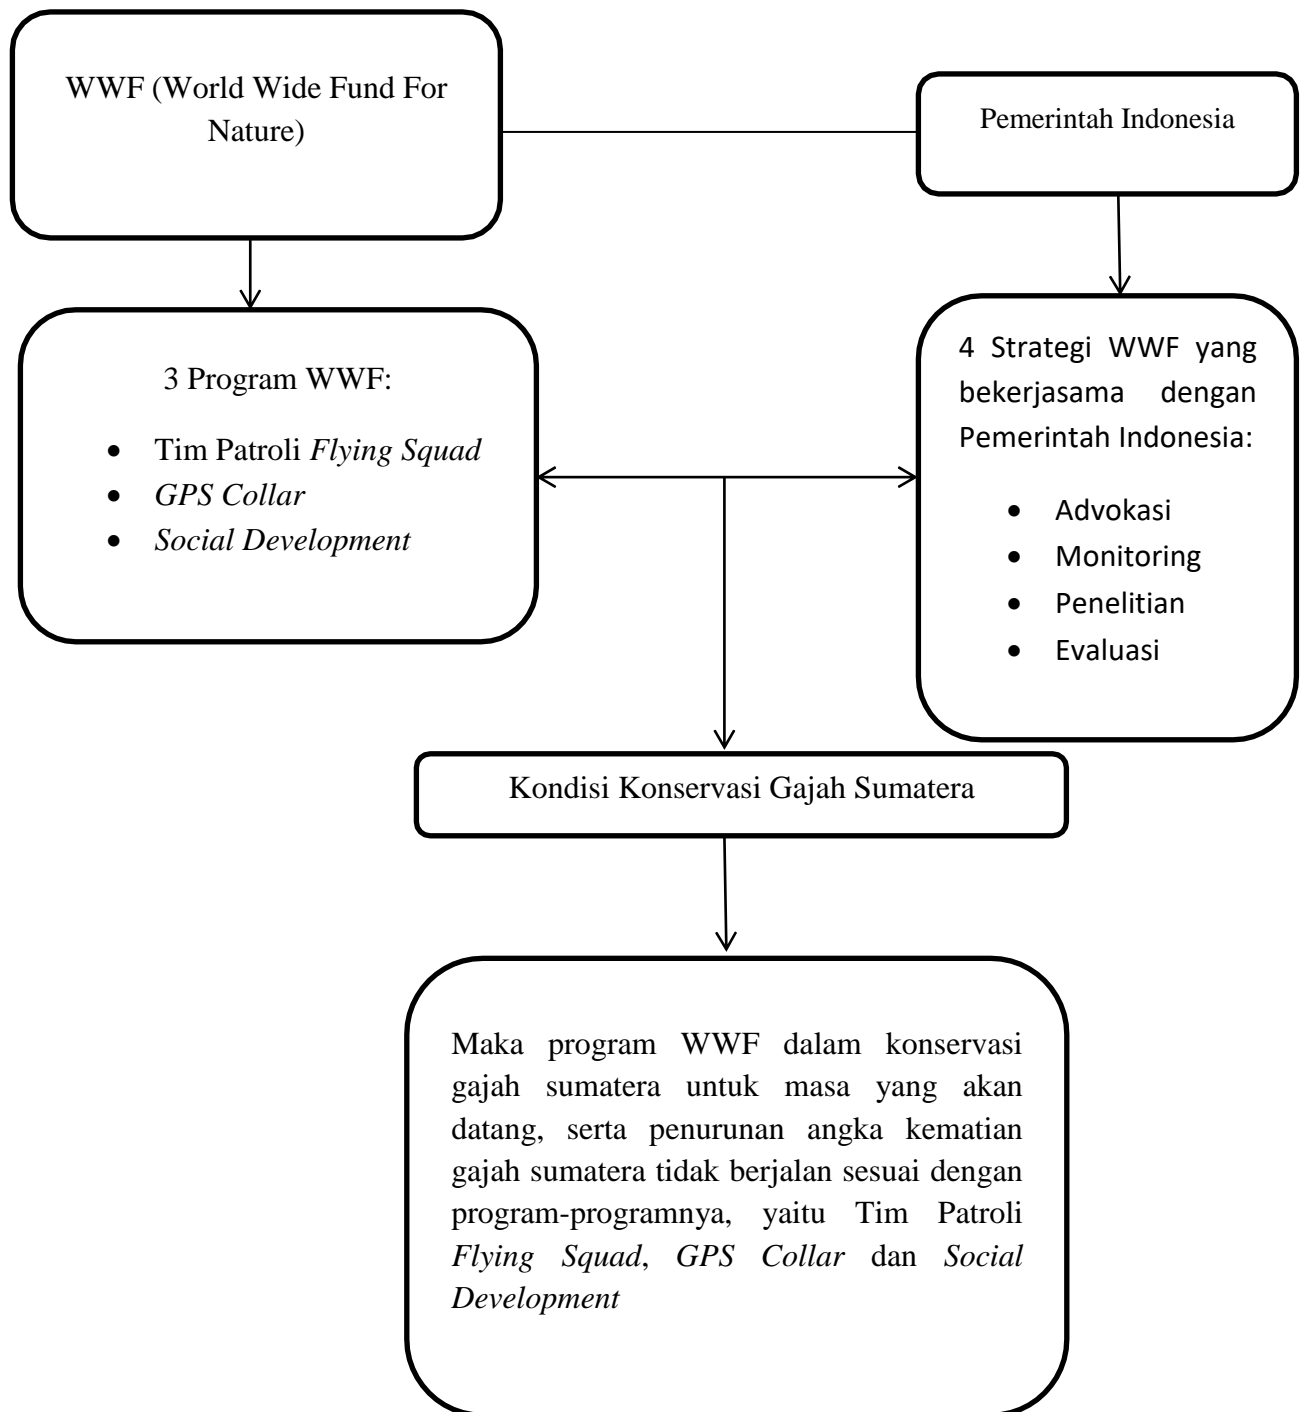 WWF (World Wide Fund For
Nature)
Pemerintah Indonesia
3 Program WWF:
• Tim Patroli Flying Squad
• GPS Collar
• Social Development
4 Strategi WWF yang
bekerjasama dengan
Pemerintah Indonesia:
• Advokasi
• Monitoring
• Penelitian
• Evaluasi
Kondisi Konservasi Gajah Sumatera
Maka program WWF dalam konservasi
gajah sumatera untuk masa yang akan
datang, serta penurunan angka kematian
gajah sumatera tidak berjalan sesuai dengan
program-programnya, yaitu Tim Patroli
Flying Squad, GPS Collar dan Social
Development